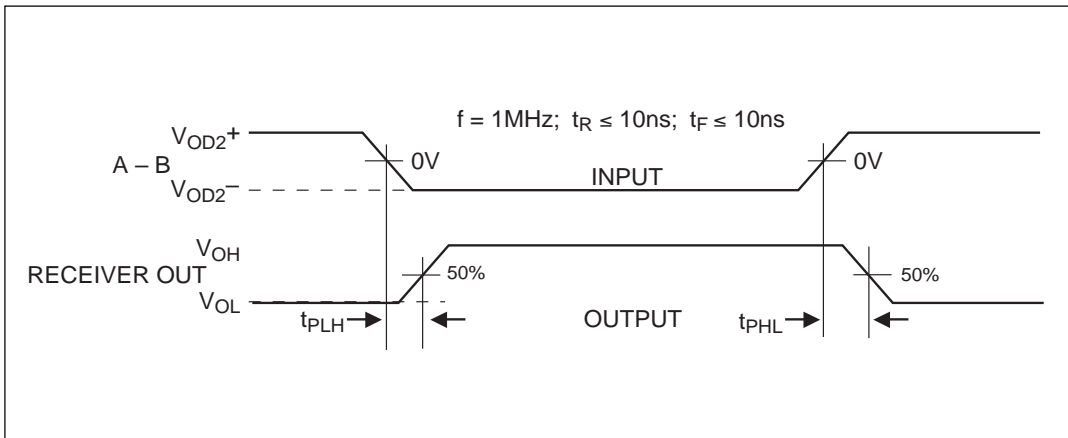 f = 1MHz; tR ≤ 10ns; tF ≤ 10ns
VOD2+
A – B
0V
0V
VOD2–
INPUT
VOH
RECEIVER OUT
50%
50%
VOL
tPLH
OUTPUT
tPHL